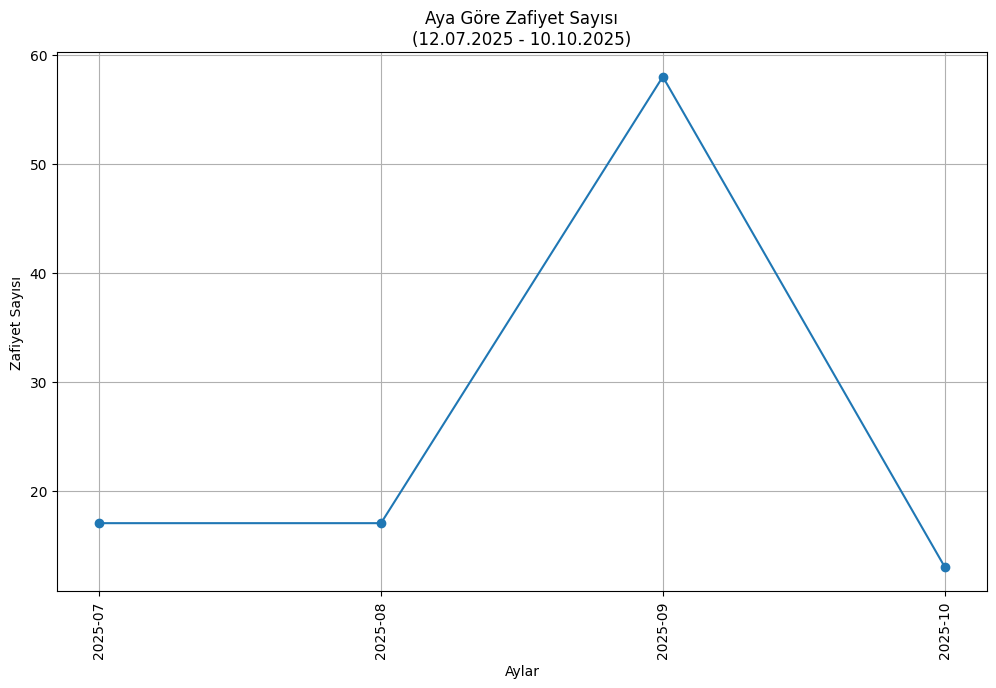 Aya Göre Zafiyet Sayısı
(12.07.2025 - 10.10.2025)
Zafiyet Sayısı
60
50
40
30
20
2025-07
2025-08
2025-09
2025-10
Aylar